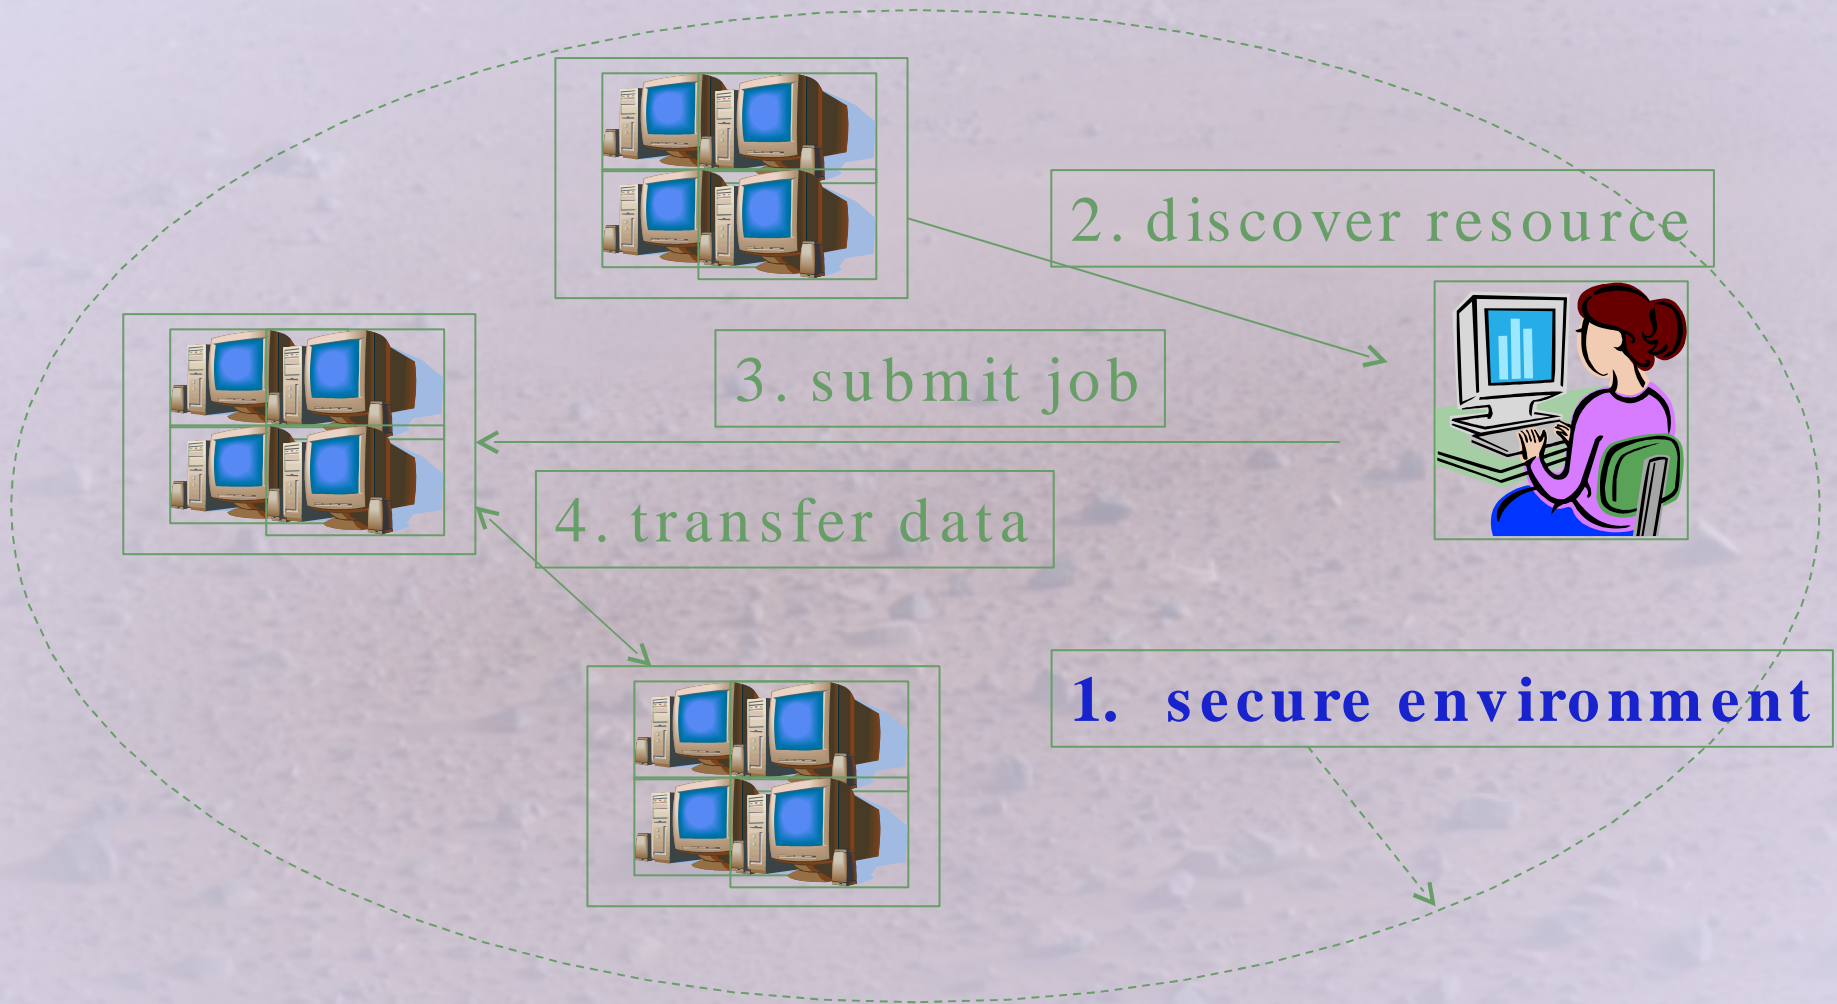 2. discover resource
3. submit job
4. transfer data
1. secure environment